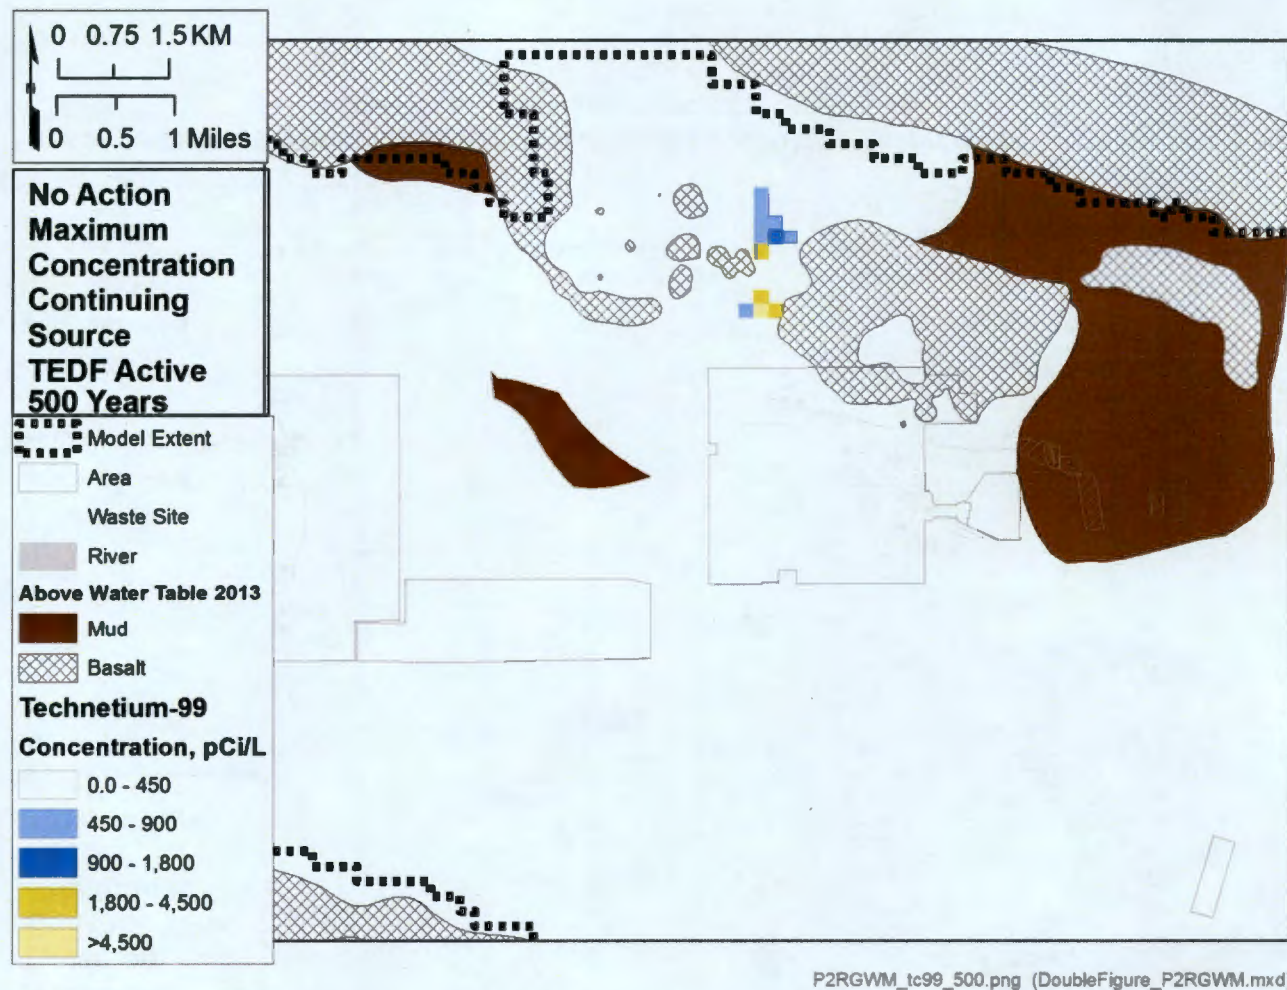 0 0.75 1.5 KM
0 0.5 1 Miles
No Action
Maximum
Concentration
Continuing
Source
TEDF Active
500 Years
Model Extent
Area
Waste Site
River
Above Water Table 2013
Mud
Basalt
Technetium-99
Concentration, pCi/L
0.0 - 450
450 - 900
900 - 1,800
1,800 - 4,500
>4,500
P2RGWM_tc99_500.png (DoubleFigure_P2RGWM.mxd